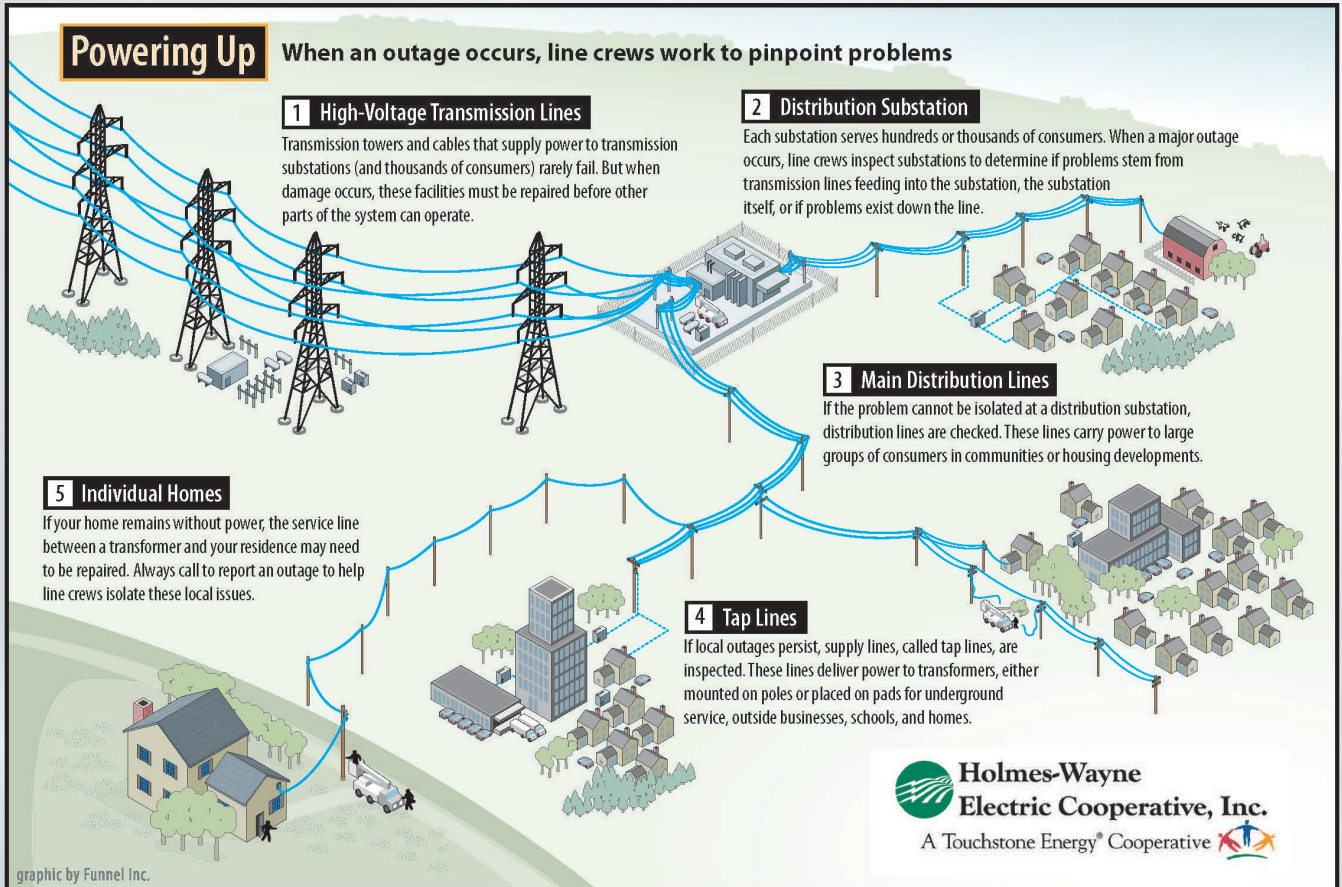 Powering Up
When an outage occurs, line crews work to pinpoint problems
1 High-Voltage Transmission Lines
Transmission towers and cables that supply power to transmission
substations (and thousands of consumers) rarely fail. But when
damage occurs, these facilities must be repaired before other
parts of the system can operate.
2 Distribution Substation
Each substation serves hundreds or thousands of consumers. When a major outage
occurs, line crews inspect substations to determine if problems stem from
transmission lines feeding into the substation, the substation
itself, or if problems exist down the line.
3 Main Distribution Lines
If the problem cannot be isolated at a distribution substation,
distribution lines are checked. These lines carry power to large
groups of consumers in communities or housing developments.
4 Tap Lines
If local outages persist, supply lines, called tap lines, are
inspected. These lines deliver power to transformers, either
mounted on poles or placed on pads for underground
service, outside businesses, schools, and homes.
5 Individual Homes
If your home remains without power, the service line
between a transformer and your residence may need
to be repaired. Always call to report an outage to help
line crews isolate these local issues.
Holmes-Wayne
Electric Cooperative, Inc.
A Touchstone Energy® Cooperative
graphic by Funnel Inc.